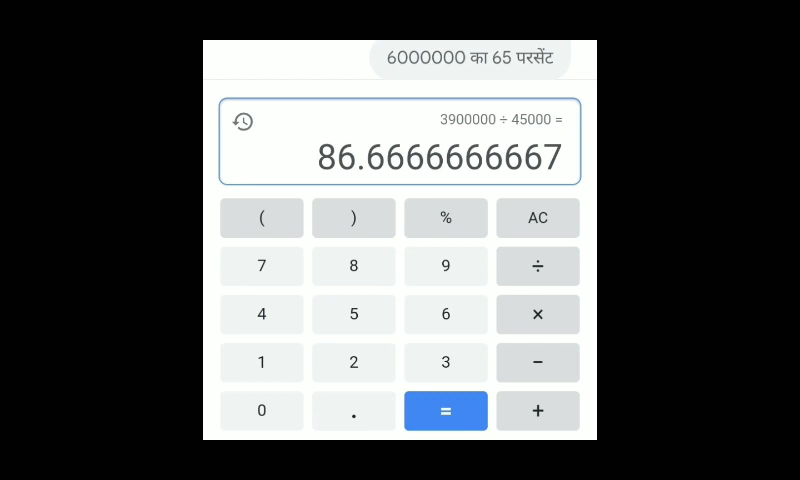 6000000 का 65 परसेंट
3900000 ÷ 45000 =
86.6666666667
( ) % AC
7 8 9 ÷
4 5 6 ×
1 2 3 −
0 . = +